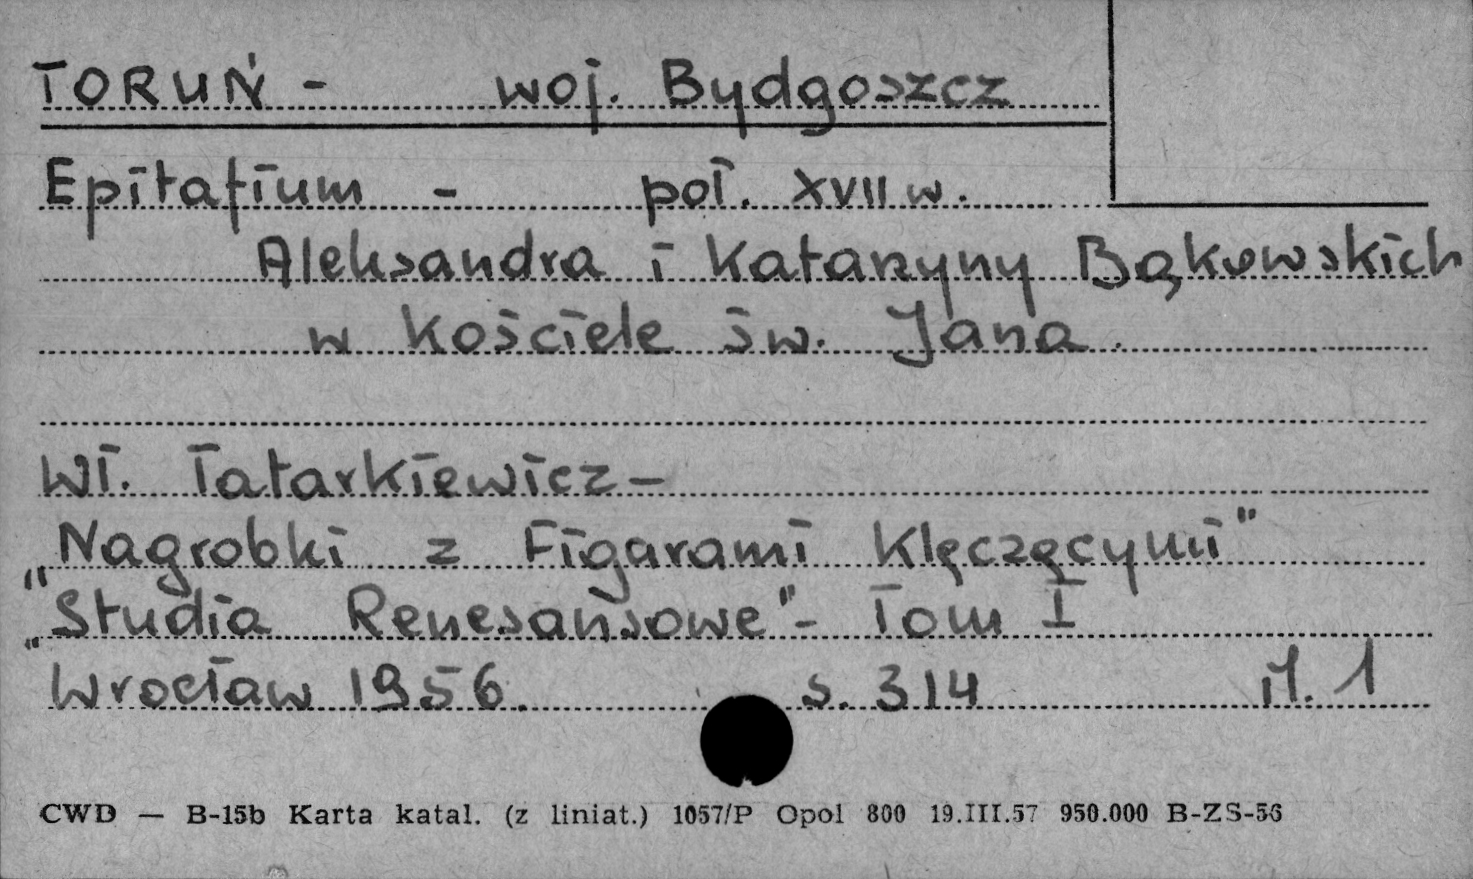 TORUŃ - woj. Bydgoszcz
Epitafium - poł. XVII w.
Aleksandra i Katarzyny Bąkowskich
w kościele św. Jana.
Wł. Tatarkiewicz -
„Nagrobki z Figarami Klęczęcymi"
„Studia Renesansowe" - Tom I
Wrocław 1956. s. 314 il. 1
CWD — B-15b Karta katal. (z liniat.) 1057/P Opol 800 19.III.57 950.000 B-ZS-56